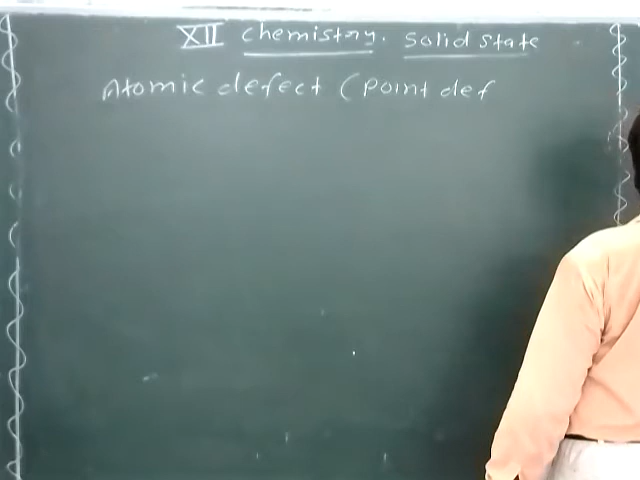 XII chemistry. Solid state
Atomic defect (point def